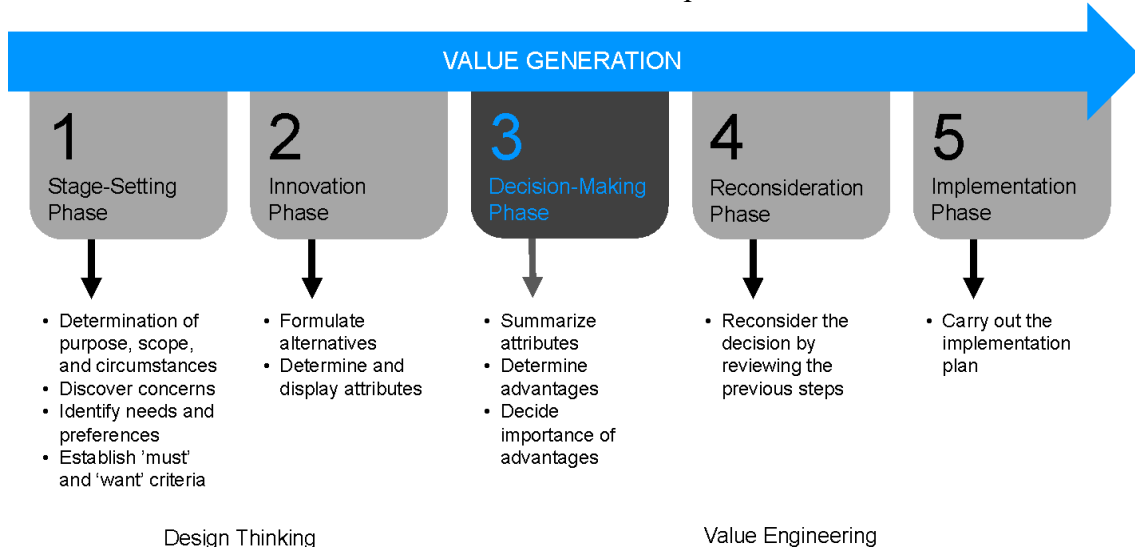 VALUE GENERATION
1
Stage-Setting
Phase
2
Innovation
Phase
3
Decision-Making
Phase
4
Reconsideration
Phase
5
Implementation
Phase
• Determination of
purpose, scope,
and circumstances
• Discover concerns
• Identify needs and
preferences
• Establish 'must'
and ‘want’ criteria
• Formulate
alternatives
• Determine and
display attributes
• Summarize
attributes
• Determine
advantages
• Decide
importance of
advantages
• Reconsider the
decision by
reviewing the
previous steps
• Carry out the
implementation
plan
Design Thinking
Value Engineering